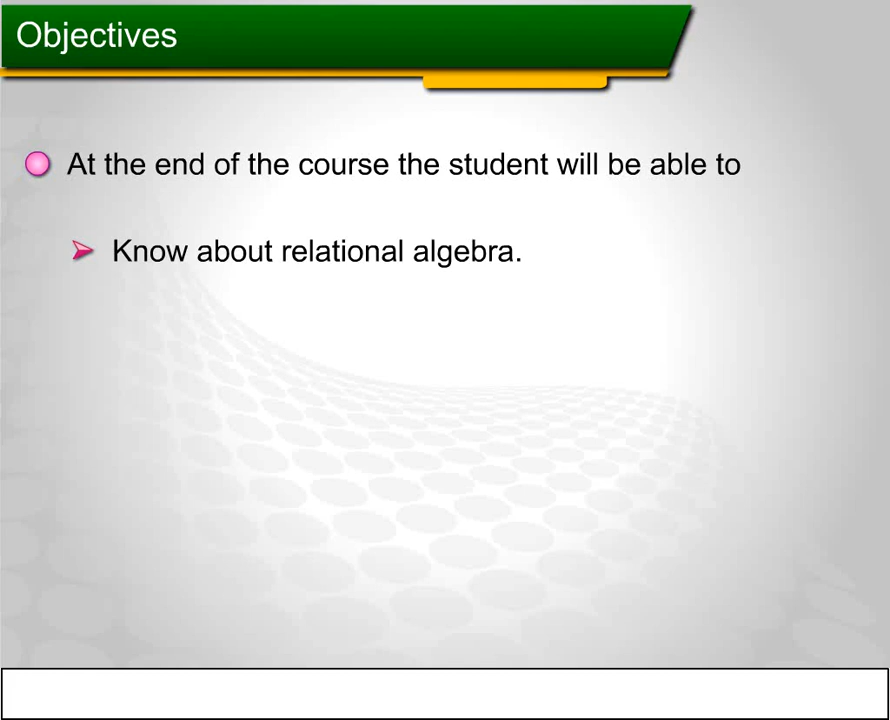 Objectives
At the end of the course the student will be able to
Know about relational algebra.